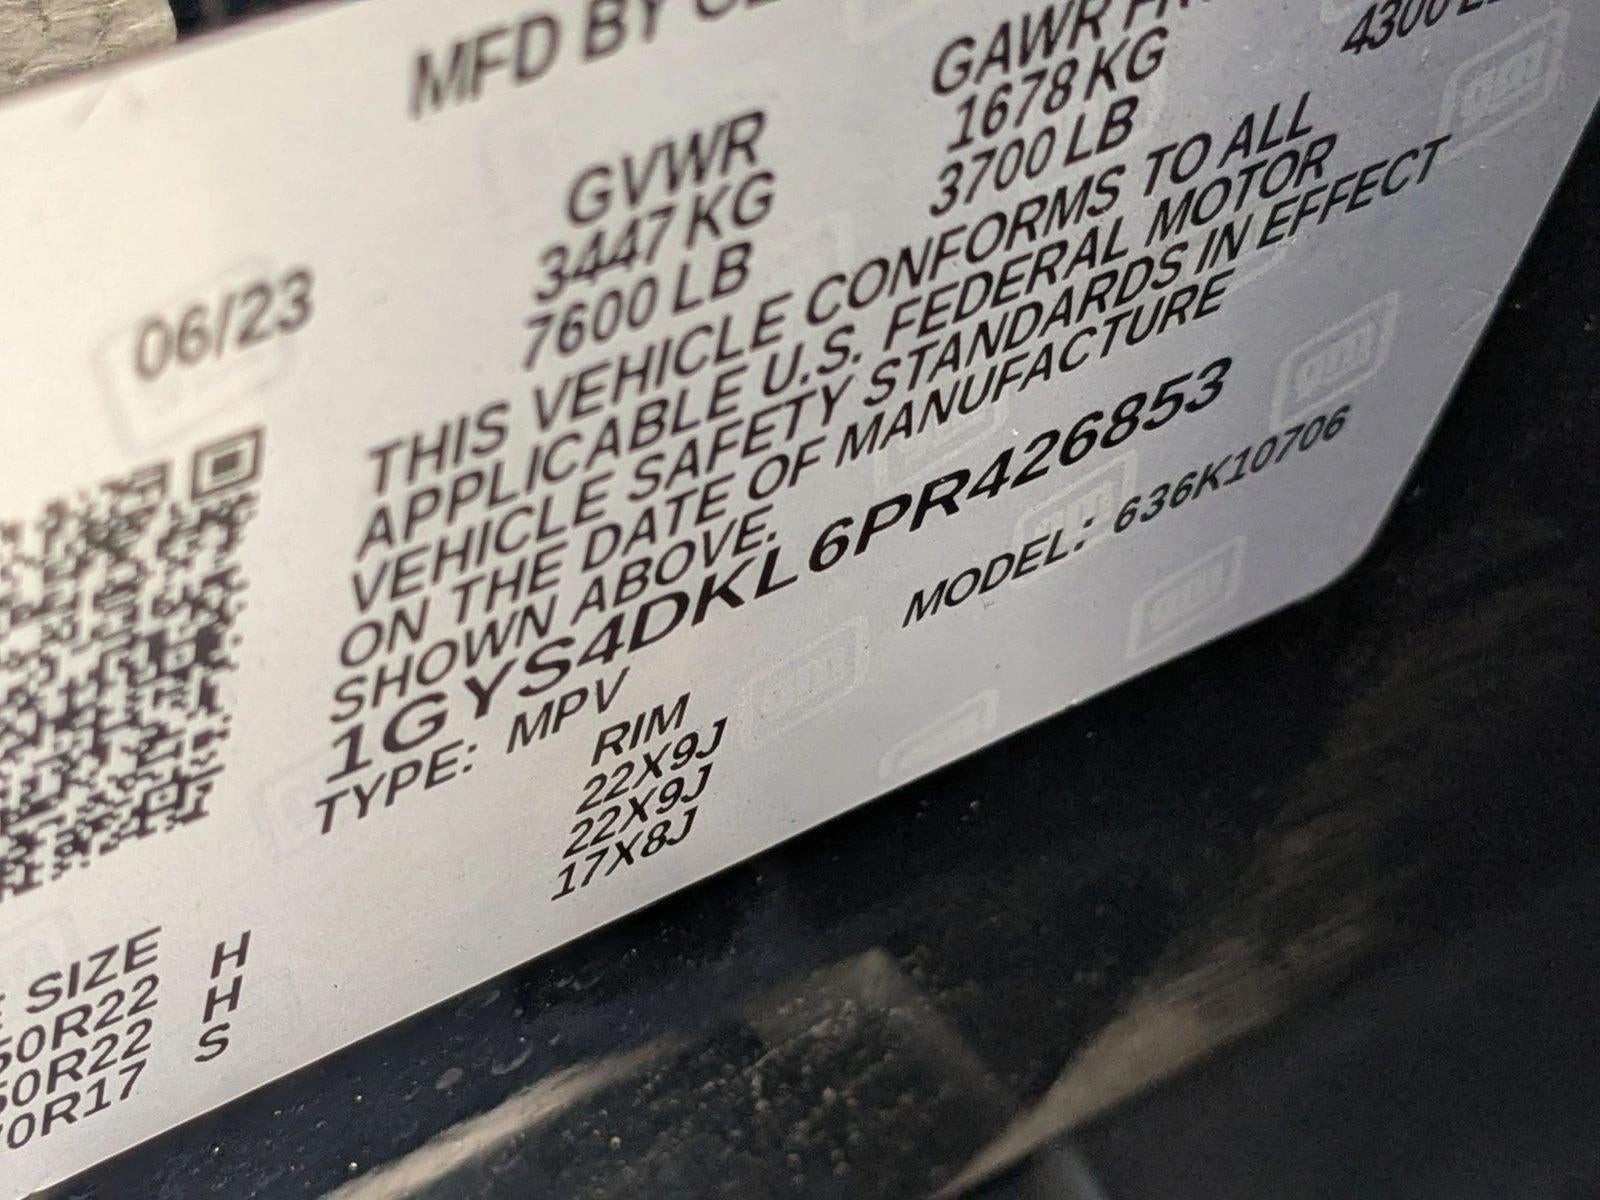 MFD BY
GVWR GAWR
3447 KG 1678 KG
7600 LB 3700 LB 4300
06/23
THIS VEHICLE CONFORMS TO ALL
APPLICABLE U.S. FEDERAL MOTOR
VEHICLE SAFETY STANDARDS IN EFFECT
ON THE DATE OF MANUFACTURE
SHOWN ABOVE.
1GYS4DKL6PR426853
TYPE: MPV MODEL: 636K10706
RIM
22X9J
22X9J
17X8J
SIZE H
50R22 H
50R22 S
70R17
gm